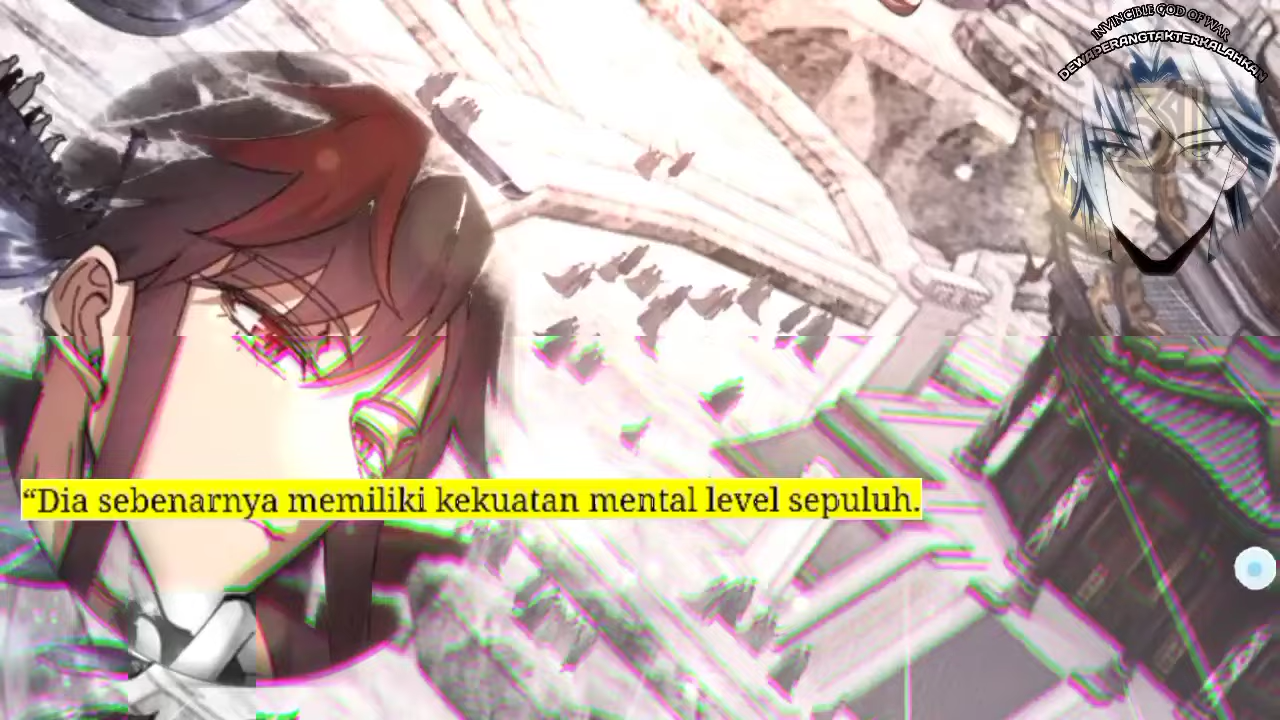 INVINCIBLE GOD OF WAR
DEWAPERANGTAKTERKALAHKAN
“Dia sebenarnya memiliki kekuatan mental level sepuluh.